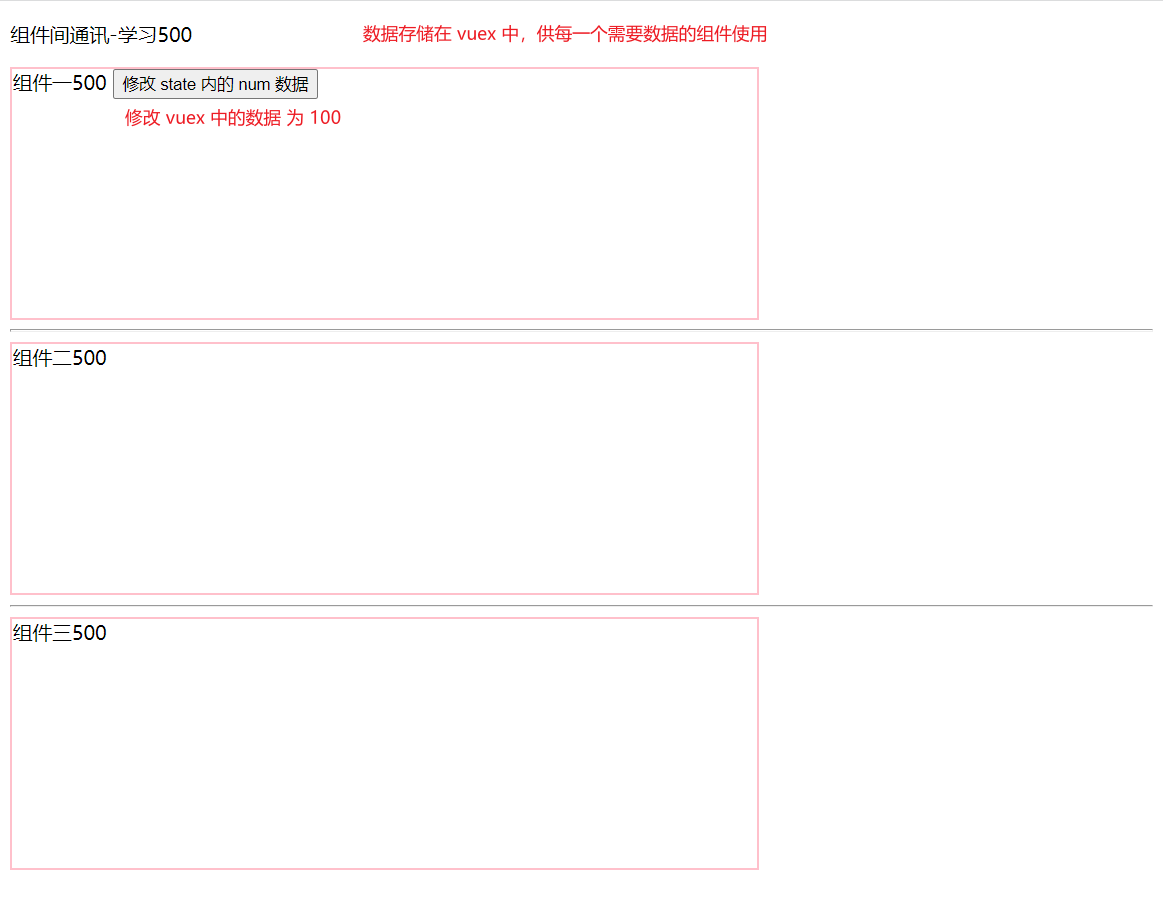 组件间通讯-学习500
数据存储在 vuex 中，供每一个需要数据的组件使用
组件一500 修改 state 内的 num 数据
修改 vuex 中的数据 为 100
组件二500
组件三500